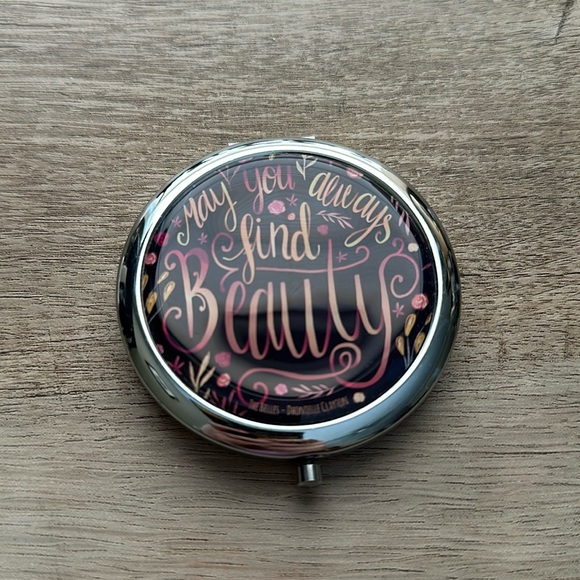 May you always
find
Beauty
The Belles - Dhonielle Clayton